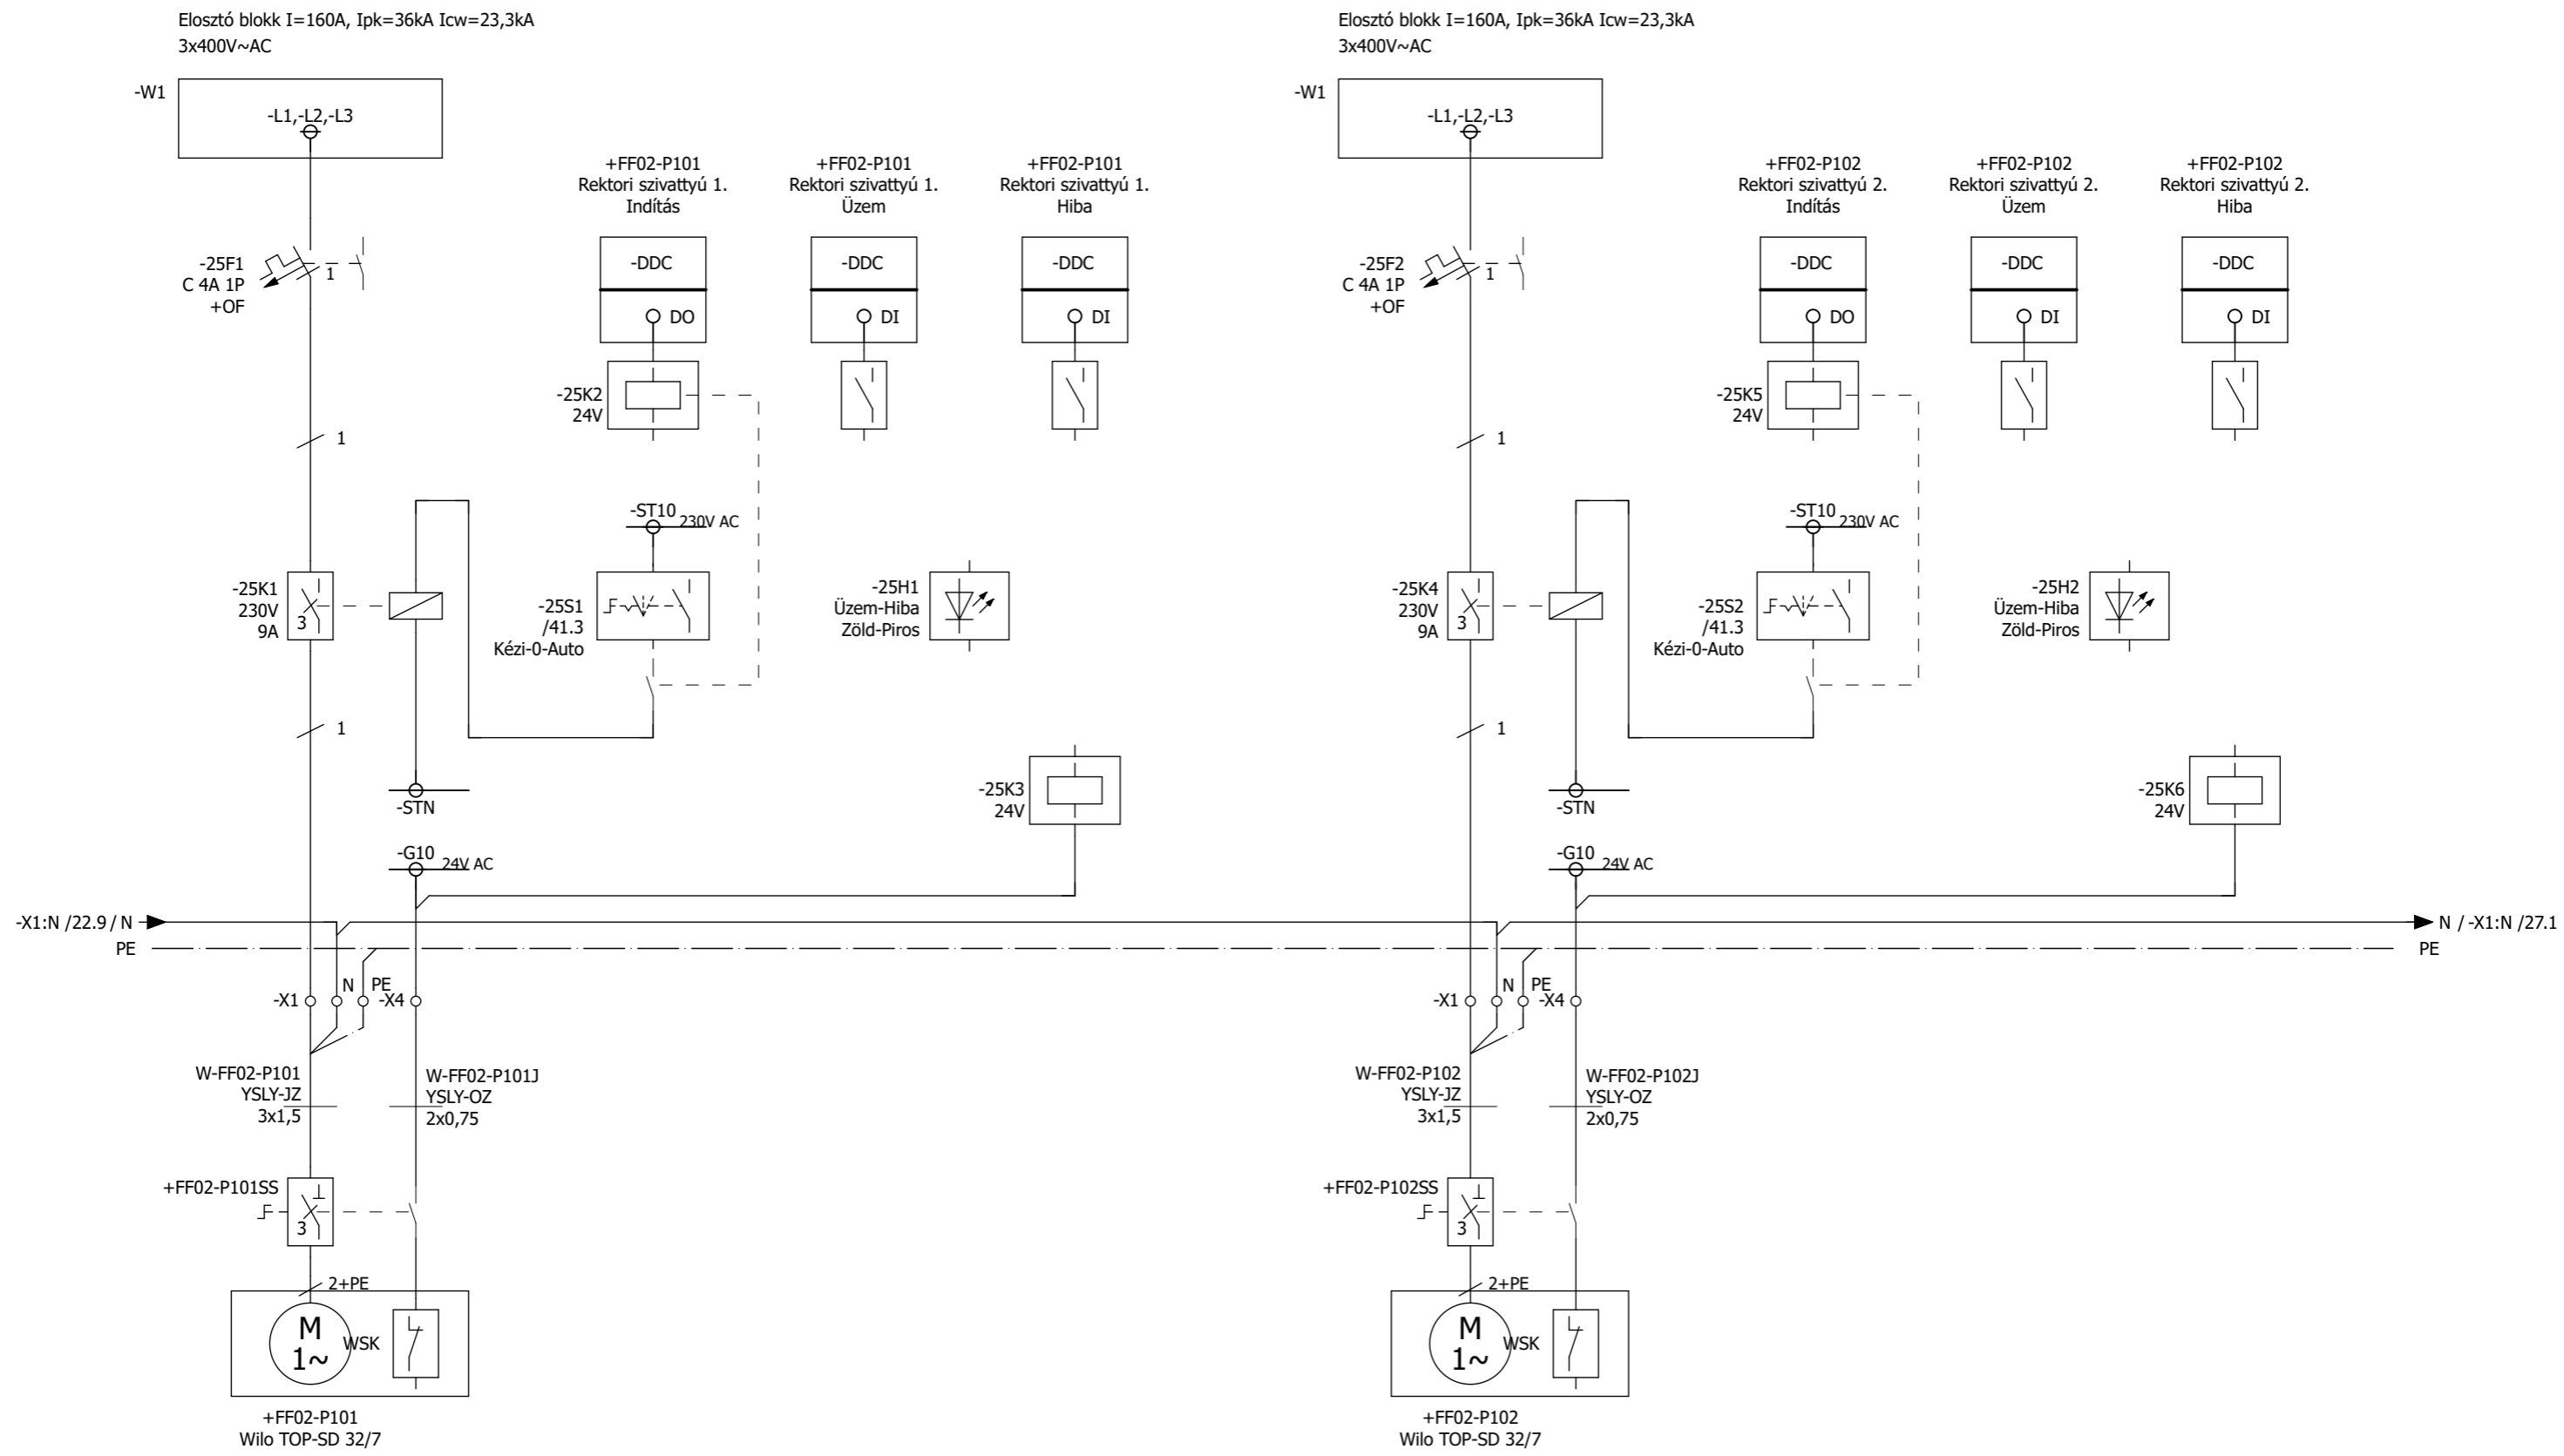 Elosztó blokk I=160A, Ipk=36kA Icw=23,3kA
3x400V~AC
-W1
-L1,-L2,-L3
+FF02-P101
Rektori szivattyú 1.
Indítás
+FF02-P101
Rektori szivattyú 1.
Üzem
+FF02-P101
Rektori szivattyú 1.
Hiba
-25F1
C 4A 1P
+OF
1
-DDC
DO
-DDC
DI
-DDC
DI
-25K2
24V
1
-ST10
230V AC
-25K1
230V
9A
3
-25S1
/41.3
Kézi-0-Auto
-25H1
Üzem-Hiba
Zöld-Piros
1
-STN
-25K3
24V
-G10
24V AC
-X1:N /22.9 / N
PE
-X1
N
PE
-X4
W-FF02-P101
YSLY-JZ
3x1,5
W-FF02-P101J
YSLY-OZ
2x0,75
+FF02-P101SS
3
2+PE
M
1~
WSK
+FF02-P101
Wilo TOP-SD 32/7
Elosztó blokk I=160A, Ipk=36kA Icw=23,3kA
3x400V~AC
-W1
-L1,-L2,-L3
+FF02-P102
Rektori szivattyú 2.
Indítás
+FF02-P102
Rektori szivattyú 2.
Üzem
+FF02-P102
Rektori szivattyú 2.
Hiba
-25F2
C 4A 1P
+OF
1
-DDC
DO
-DDC
DI
-DDC
DI
-25K5
24V
1
-ST10
230V AC
-25K4
230V
9A
3
-25S2
/41.3
Kézi-0-Auto
-25H2
Üzem-Hiba
Zöld-Piros
1
-STN
-25K6
24V
-G10
24V AC
N / -X1:N /27.1
PE
-X1
N
PE
-X4
W-FF02-P102
YSLY-JZ
3x1,5
W-FF02-P102J
YSLY-OZ
2x0,75
+FF02-P102SS
3
2+PE
M
1~
WSK
+FF02-P102
Wilo TOP-SD 32/7